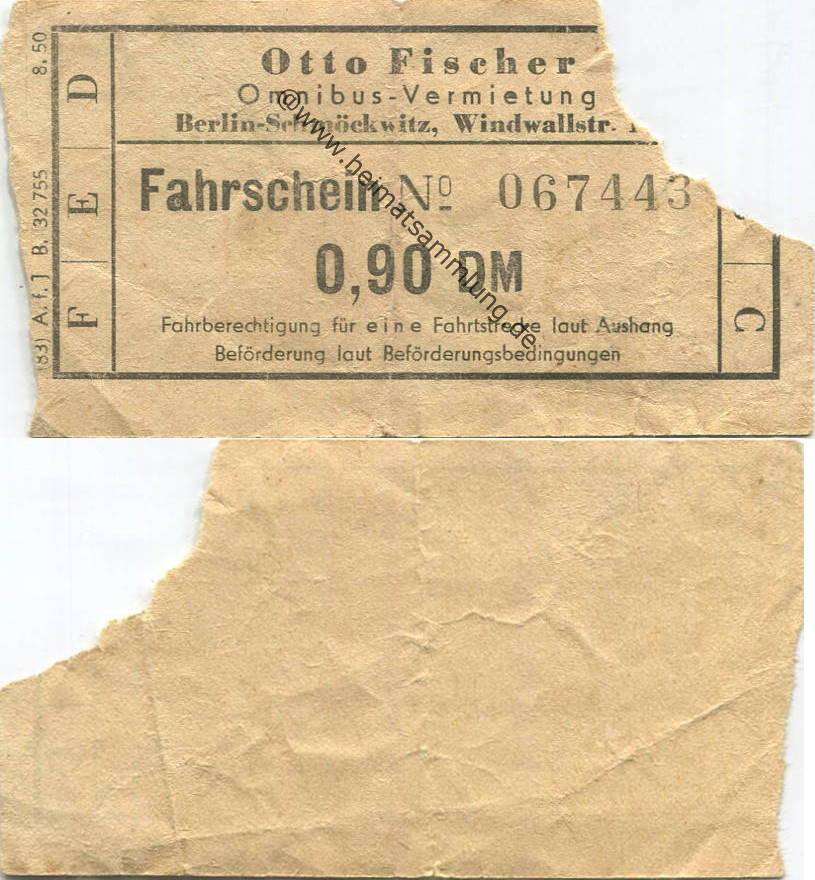 Otto Fischer
Omnibus-Vermietung
Berlin-Schmöckwitz, Windwallstr.
Fahrschein Nº 067443
0,90 DM
Fahrberechtigung für eine Fahrtstrecke laut Aushang
Beförderung laut Beförderungsbedingungen
F E D
C
(83) A. f. J B. 32 755 8. 50
@www.heimatsammlung.de